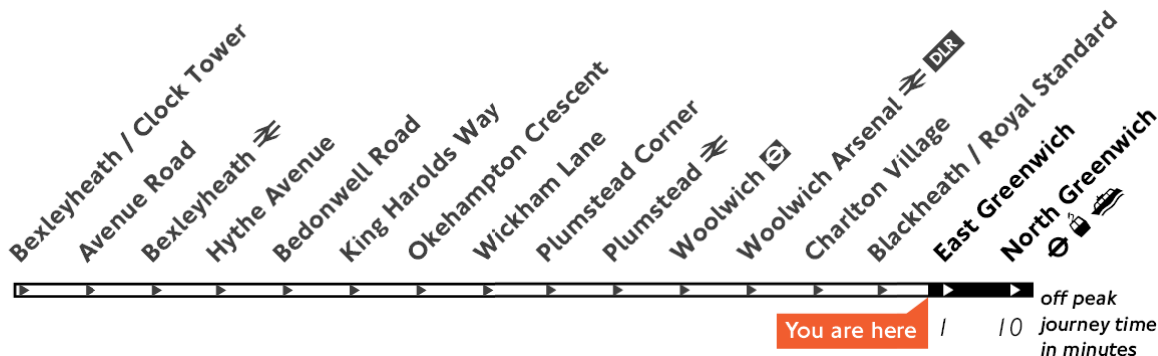 Bexleyheath / Clock Tower
Avenue Road
Bexleyheath
Hythe Avenue
Bedonwell Road
King Harolds Way
Okehampton Crescent
Wickham Lane
Plumstead Corner
Plumstead
Woolwich
Woolwich Arsenal DLR
Charlton Village
Blackheath / Royal Standard
East Greenwich
North Greenwich
You are here
1
10
off peak
journey time
in minutes